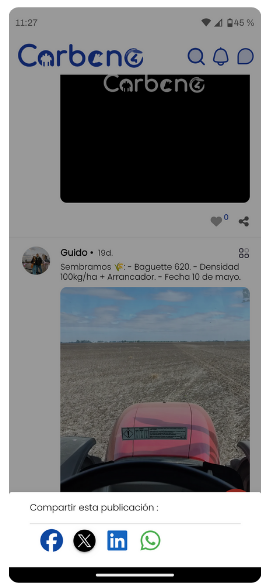 11:27
45 %
Carbono
Carbono
0
Guido • 19d.
Sembramos 🌾: - Baguette 620. - Densidad
100kg/ha + Arrancador. - Fecha 10 de mayo.
Compartir esta publicación :